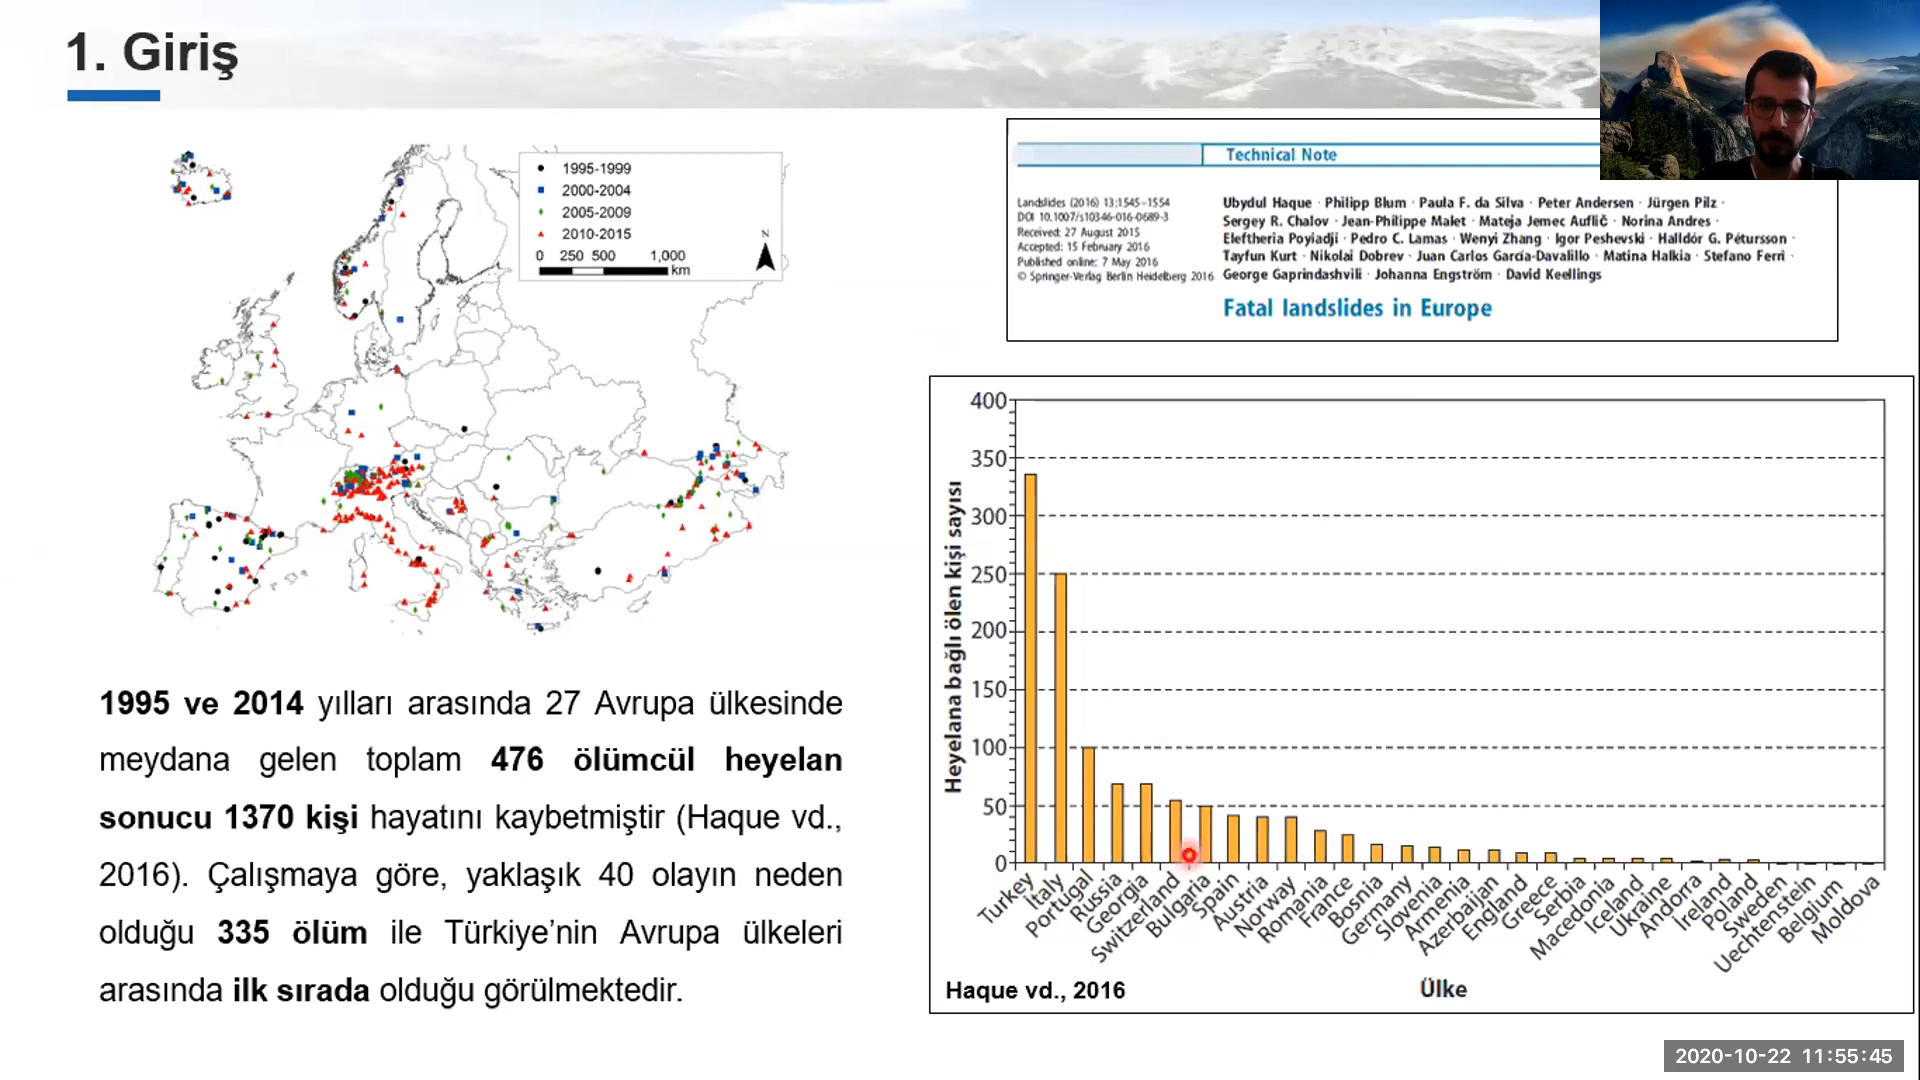 1. Giriş
1995-1999
2000-2004
2005-2009
2010-2015
0 250 500 1,000
km
N
1995 ve 2014 yılları arasında 27 Avrupa ülkesinde
meydana gelen toplam 476 ölümcül heyelan
sonucu 1370 kişi hayatını kaybetmiştir (Haque vd.,
2016). Çalışmaya göre, yaklaşık 40 olayın neden
olduğu 335 ölüm ile Türkiye’nin Avrupa ülkeleri
arasında ilk sırada olduğu görülmektedir.
Technical Note
Landslides (2016) 13:1545–1554
DOI 10.1007/s10346-016-0689-3
Received: 27 August 2015
Accepted: 15 February 2016
Published online: 7 May 2016
© Springer-Verlag Berlin Heidelberg 2016
Ubydul Haque · Philipp Blum · Paula F. da Silva · Peter Andersen · Jürgen Pilz ·
Sergey R. Chalov · Jean-Philippe Malet · Mateja Jemec Auflič · Norina Andres ·
Eleftheria Poyiadji · Pedro C. Lamas · Wenyi Zhang · Igor Peshevski · Halldór G. Pétursson ·
Tayfun Kurt · Nikolai Dobrev · Juan Carlos García-Davalillo · Matina Halkia · Stefano Ferri ·
George Gaprindashvili · Johanna Engström · David Keellings
Fatal landslides in Europe
Heyelana bağlı ölen kişi sayısı
400
350
300
250
200
150
100
50
0
Turkey
Italy
Portugal
Russia
Georgia
Switzerland
Bulgaria
Spain
Austria
Norway
Romania
France
Bosnia
Germany
Slovenia
Armenia
Azerbaijan
England
Greece
Serbia
Macedonia
Iceland
Ukraine
Andorra
Ireland
Poland
Sweden
Uechtenstein
Belgium
Moldova
Haque vd., 2016
Ülke
2020-10-22 11:55:45